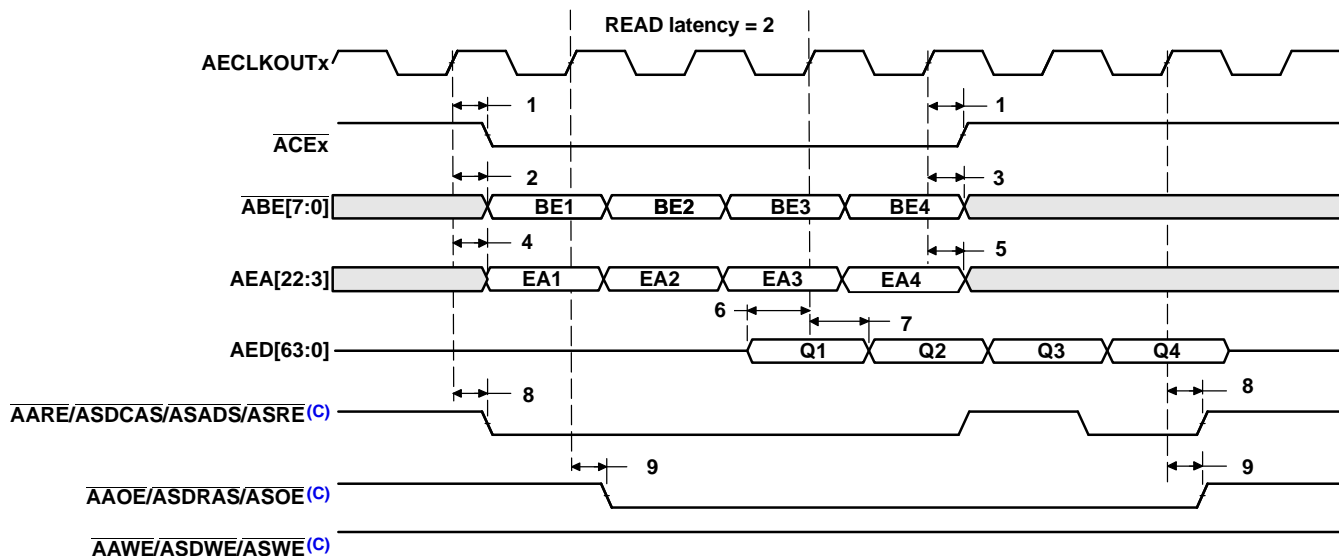 READ latency = 2
AECLKOUTx
1 1
ACEx
2 3
ABE[7:0] BE1 BE2 BE3 BE4
4 5
AEA[22:3] EA1 EA2 EA3 EA4
6 7
AED[63:0] Q1 Q2 Q3 Q4
8 8
AARE/ASDCAS/ASADS/ASRE(C)
9 9
AAOE/ASDRAS/ASOE(C)
AAWE/ASDWE/ASWE(C)